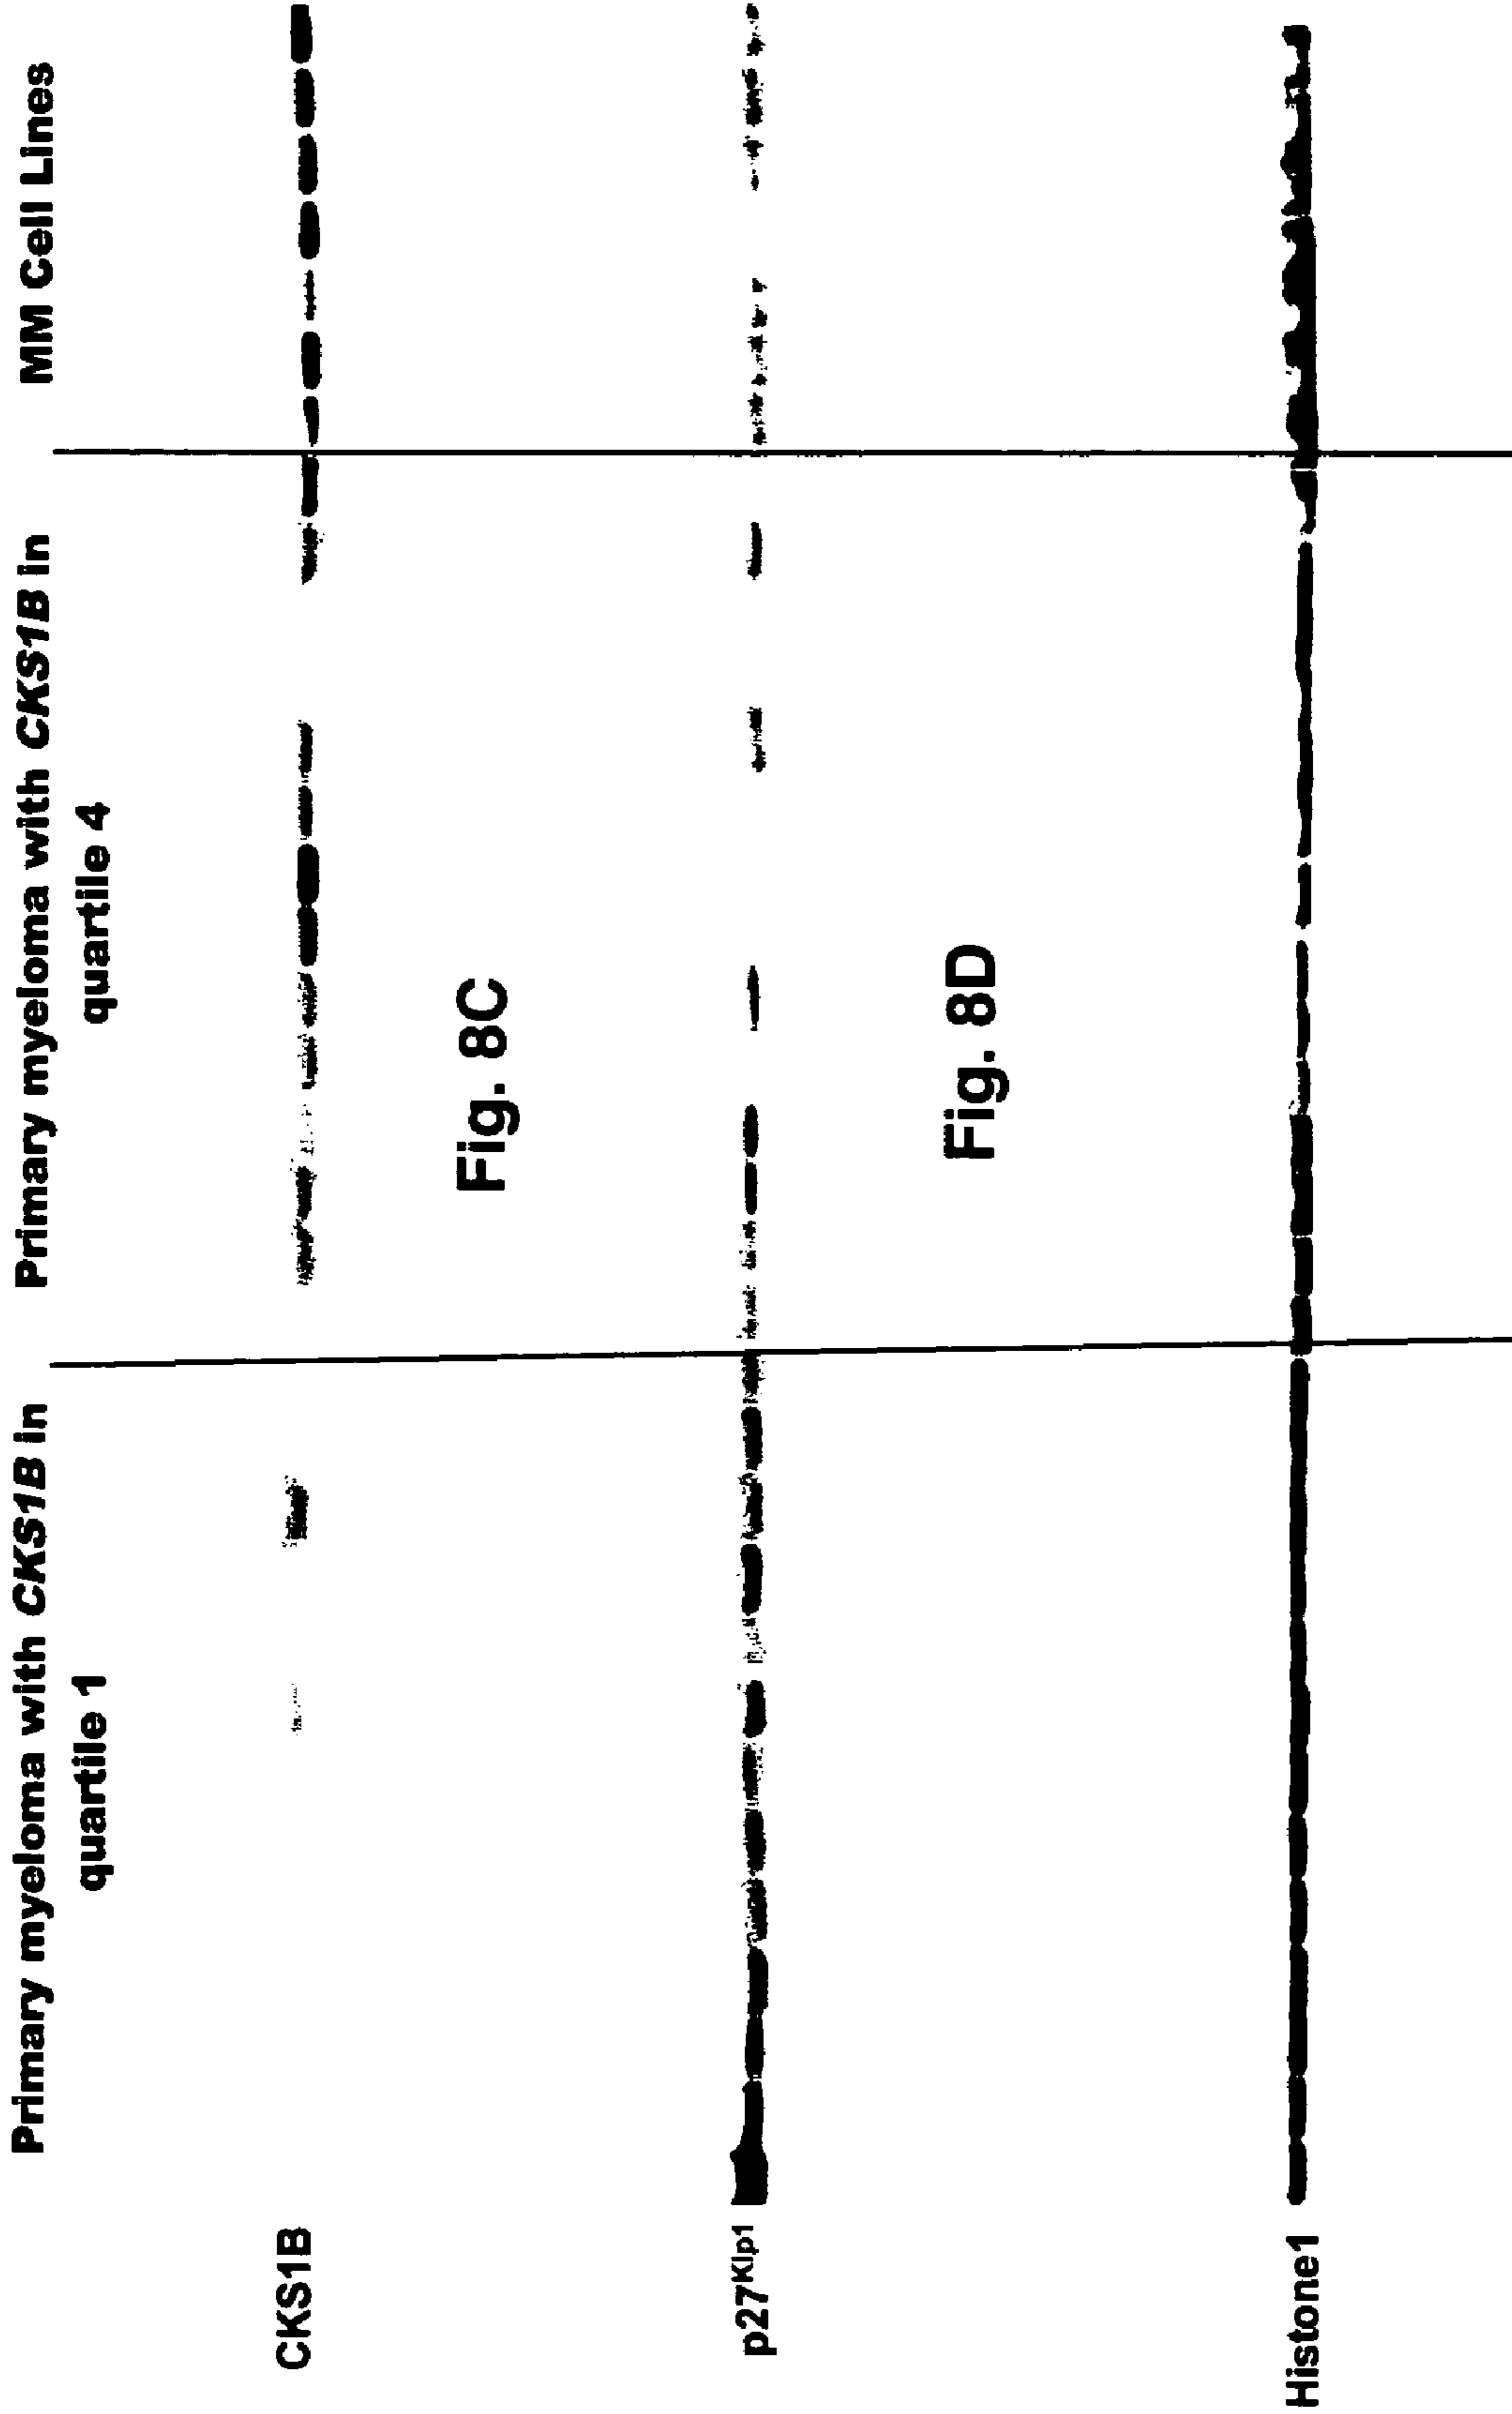 Primary myeloma with CKS1B in
quartile 1
Primary myeloma with CKS1B in
quartile 4
MM Cell Lines
CKS1B
Fig. 8C
p27Kip1
Fig. 8D
Histone1